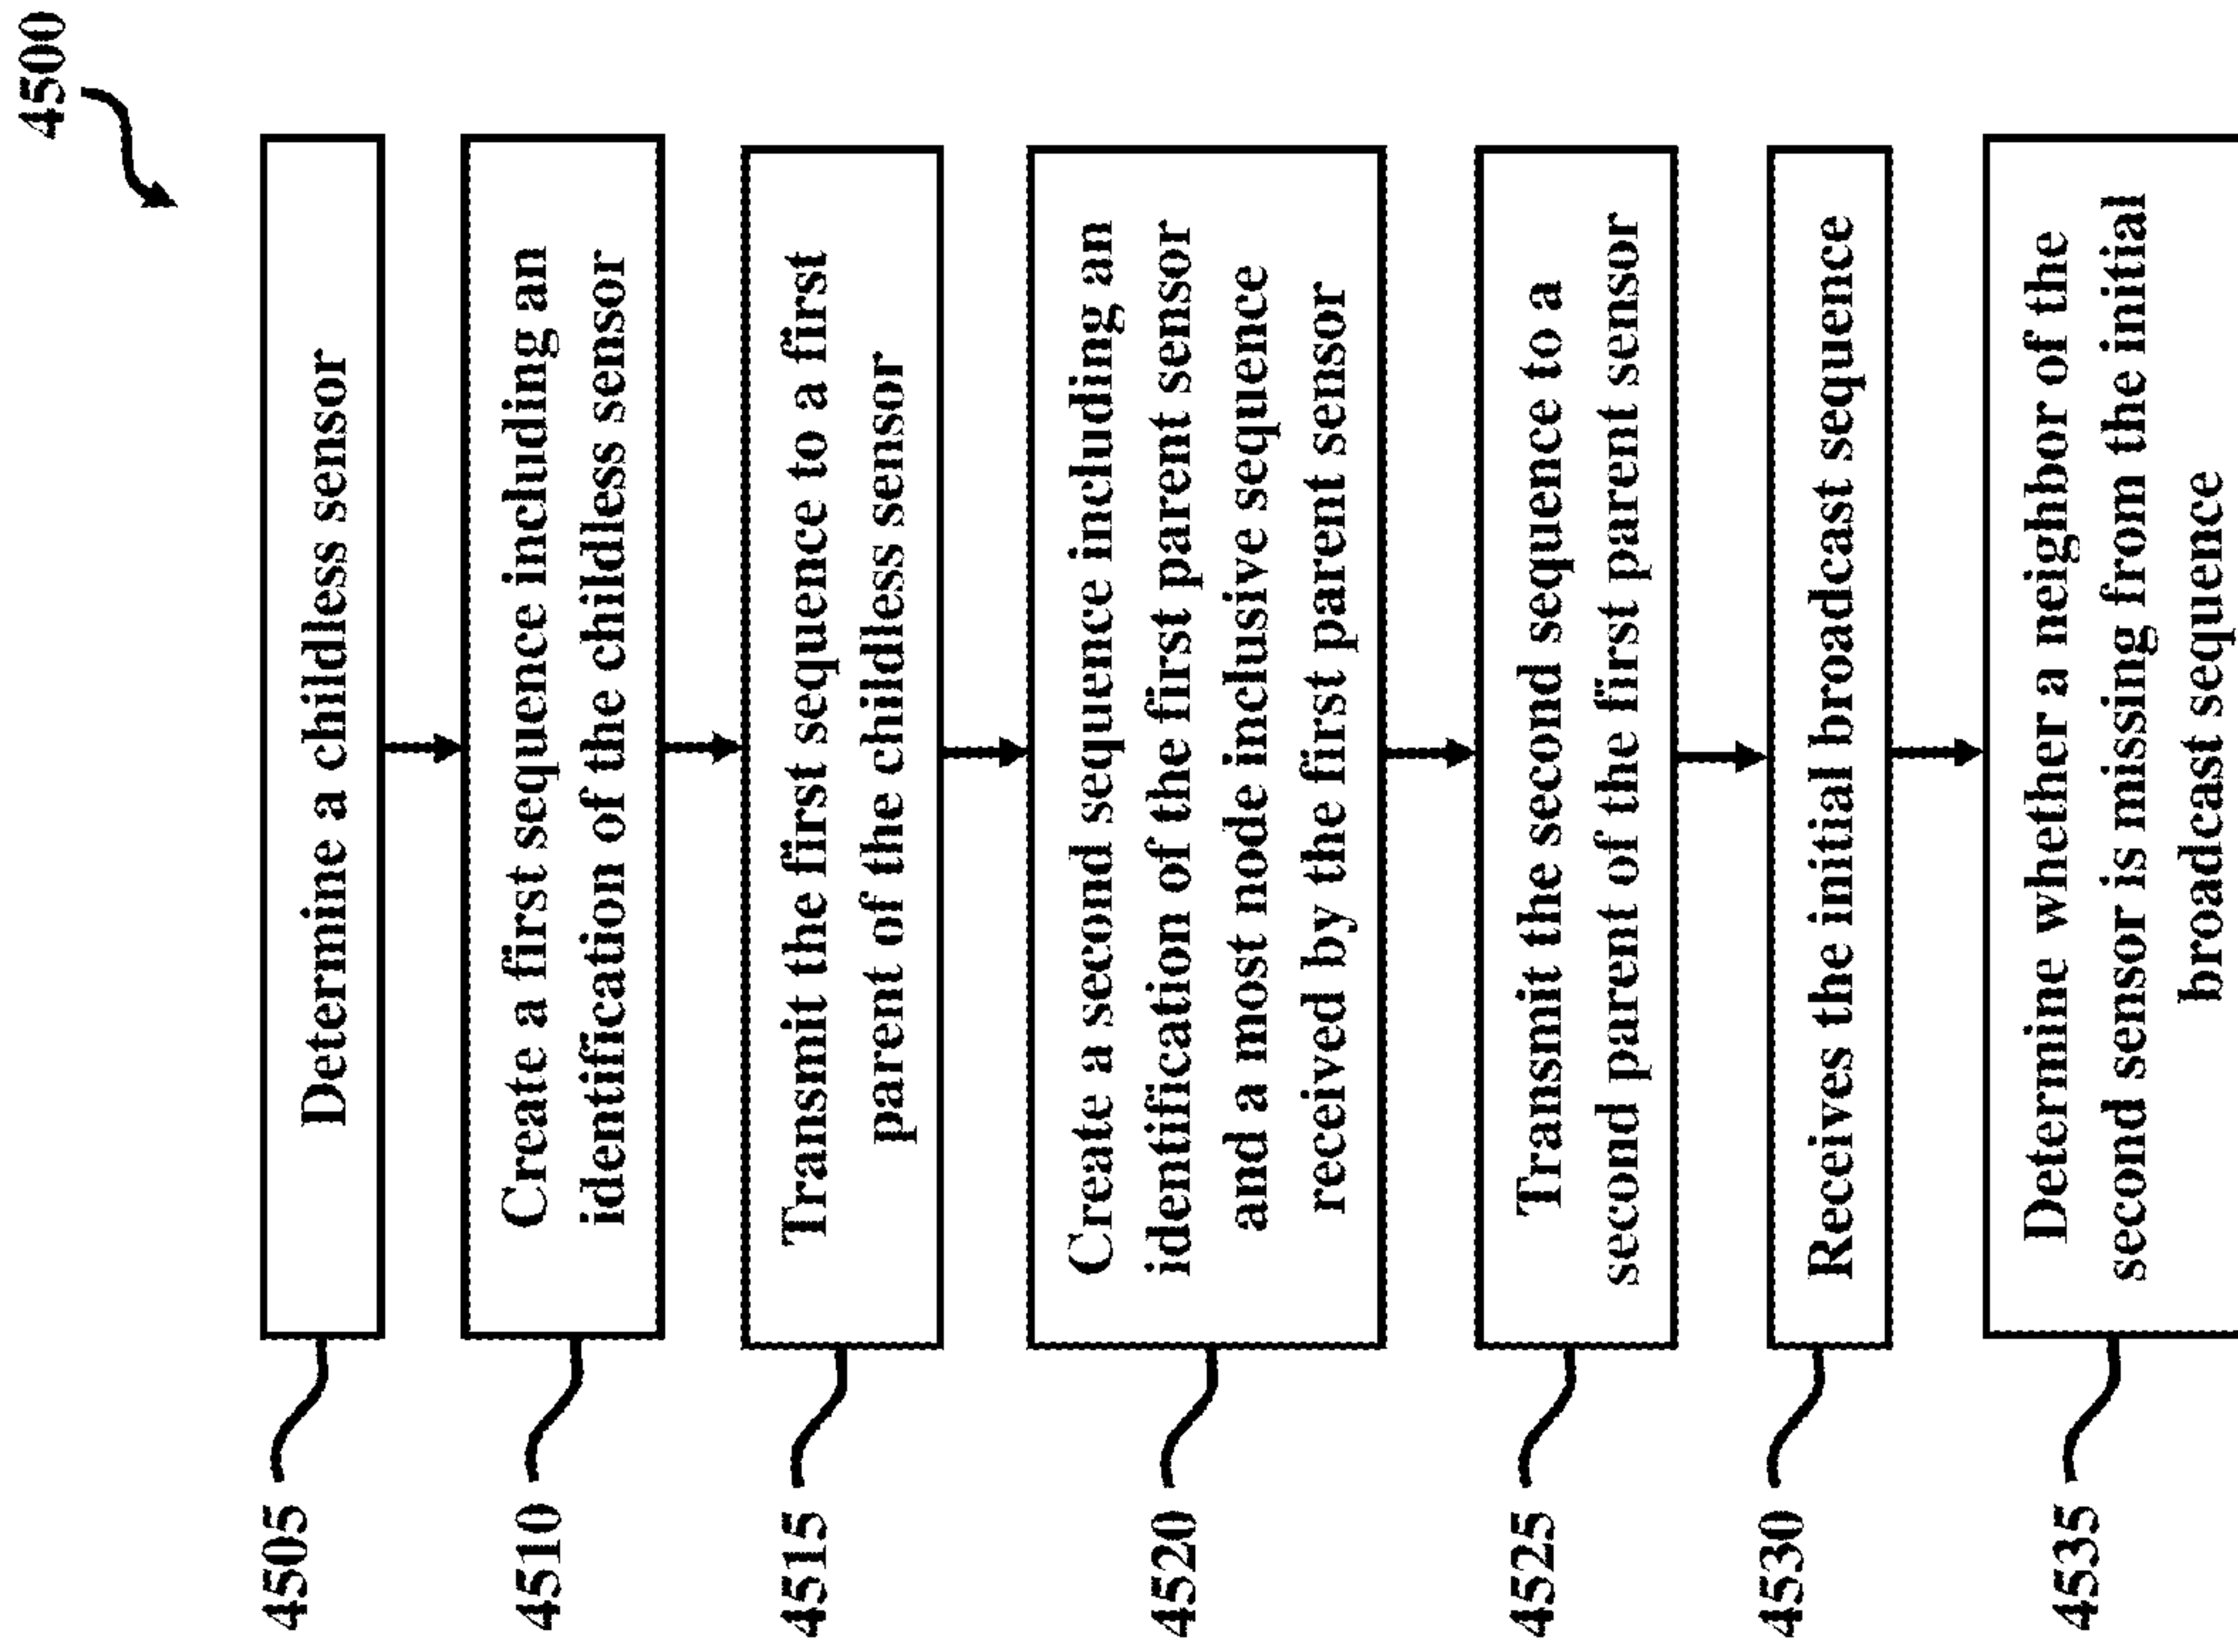 4500
4505
Determine a childless sensor
4510
Create a first sequence including an
identification of the childless sensor
4515
Transmit the first sequence to a first
parent of the childless sensor
4520
Create a second sequence including an
identification of the first parent sensor
and a most node inclusive sequence
received by the first parent sensor
4525
Transmit the second sequence to a
second parent of the first parent sensor
4530
Receives the initial broadcast sequence
4535
Determine whether a neighbor of the
second sensor is missing from the initial
broadcast sequence